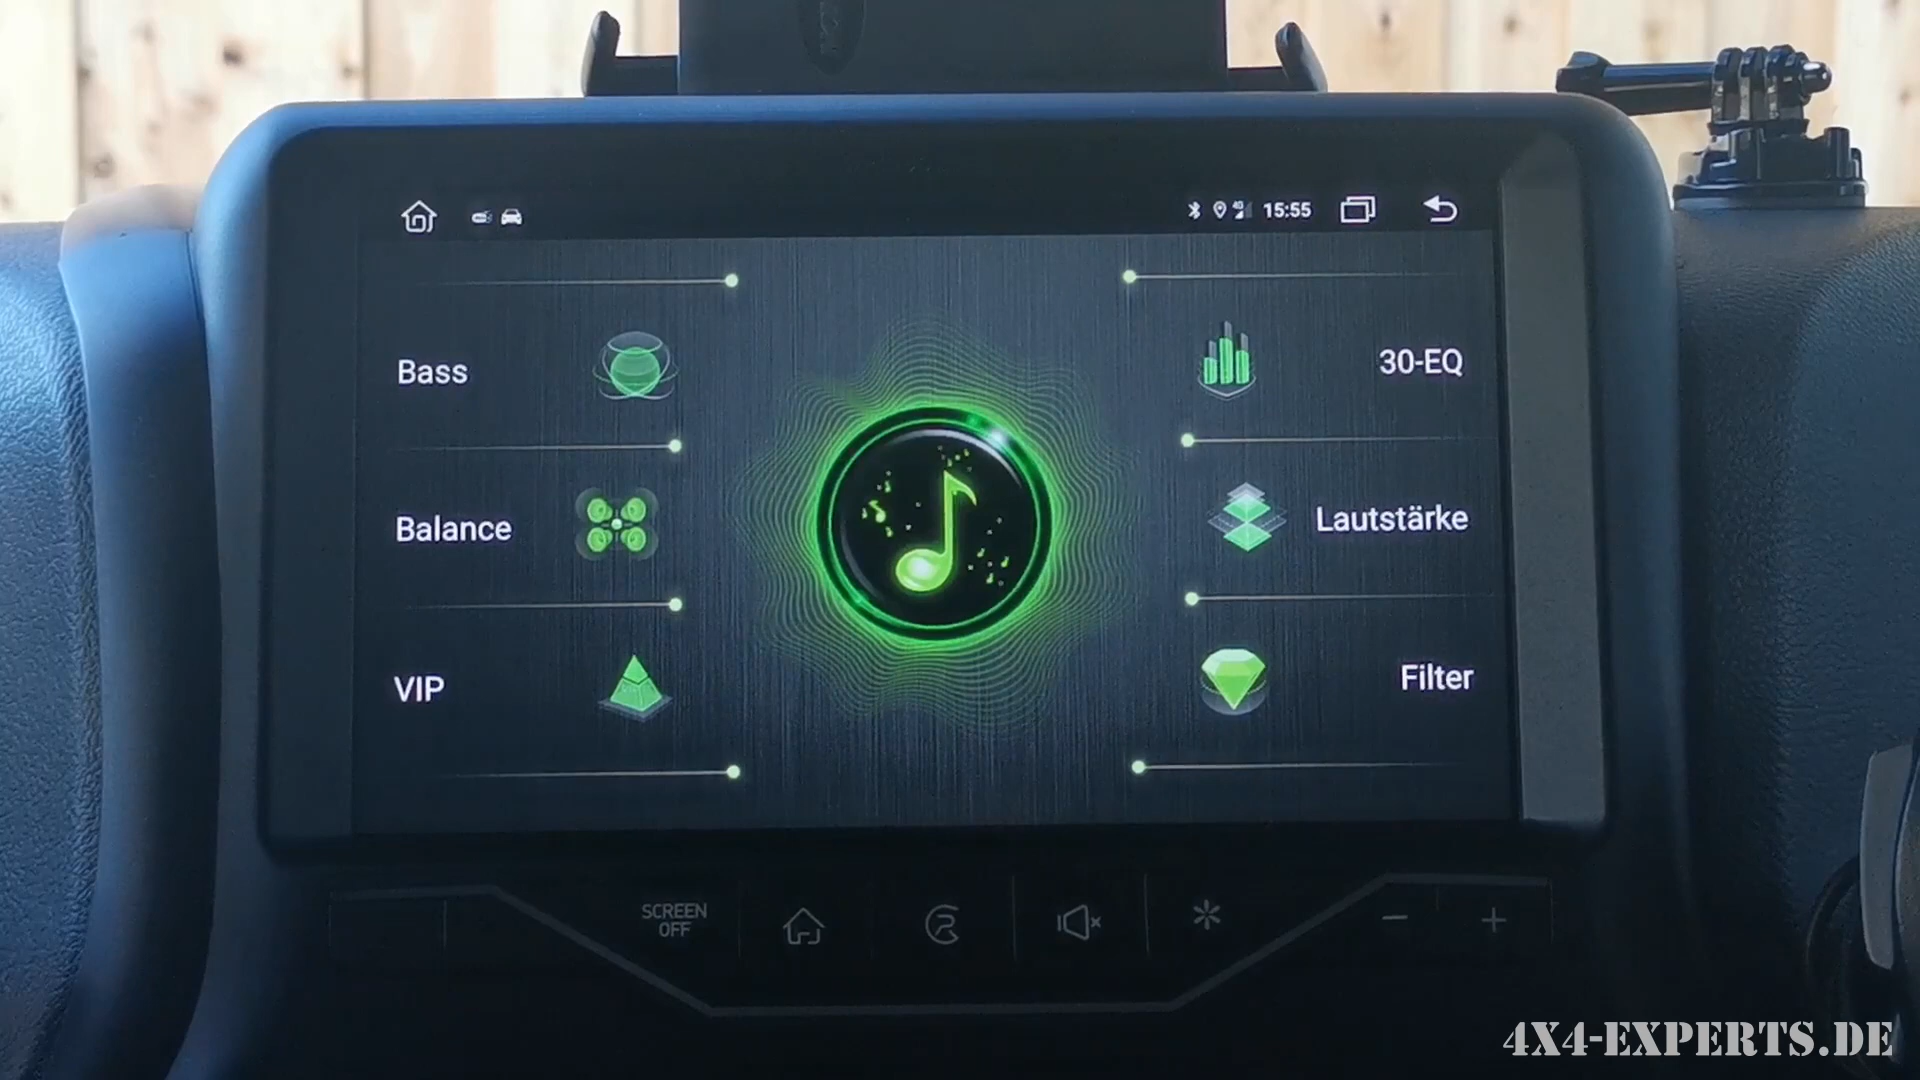 15:55
Bass
30-EQ
Balance
Lautstärke
VIP
Filter
SCREEN
OFF
4X4-EXPERTS.DE